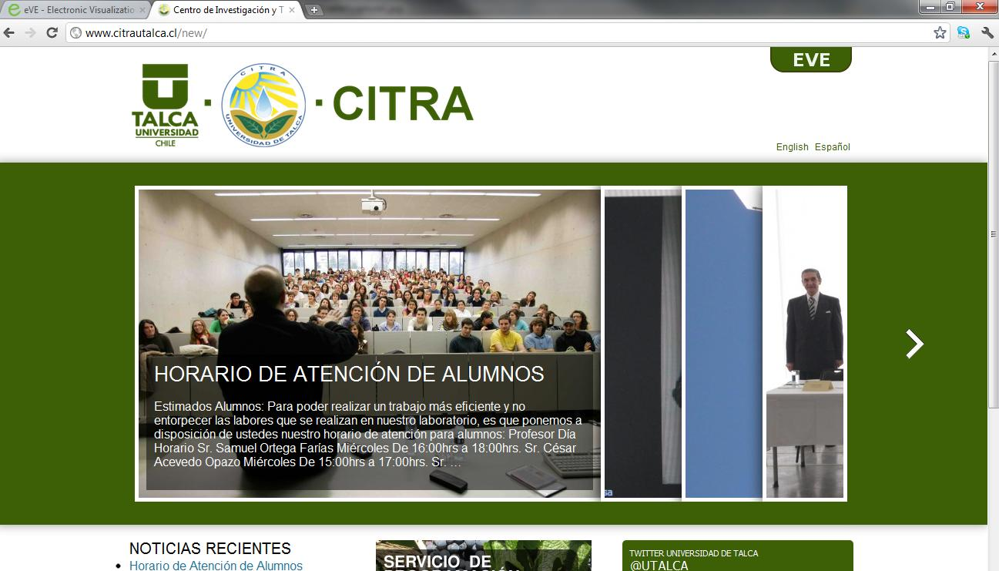 eVE - Electronic Visualizatio
Centro de Investigación y T
www.citrautalca.cl/new/
EVE
TALCA
UNIVERSIDAD
CHILE
CITRA
UNIVERSIDAD DE TALCA
· CITRA
English Español
HORARIO DE ATENCIÓN DE ALUMNOS
Estimados Alumnos: Para poder realizar un trabajo más eficiente y no
entorpecer las labores que se realizan en nuestro laboratorio, es que ponemos a
disposición de ustedes nuestro horario de atención para alumnos: Profesor Día
Horario Sr. Samuel Ortega Farías Miércoles De 16:00hrs a 18:00hrs. Sr. César
Acevedo Opazo Miércoles De 15:00hrs a 17:00hrs. Sr. …
sa
NOTICIAS RECIENTES
Horario de Atención de Alumnos
SERVICIO DE
PROGRAMACIÓN
TWITTER UNIVERSIDAD DE TALCA
@UTALCA